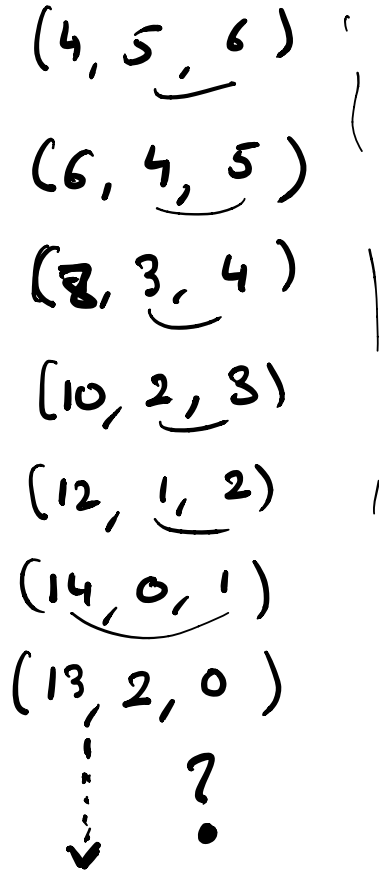 (4, 5, 6)
(6, 4, 5)
(8, 3, 4)
(10, 2, 3)
(12, 1, 2)
(14, 0, 1)
(13, 2, 0)
?